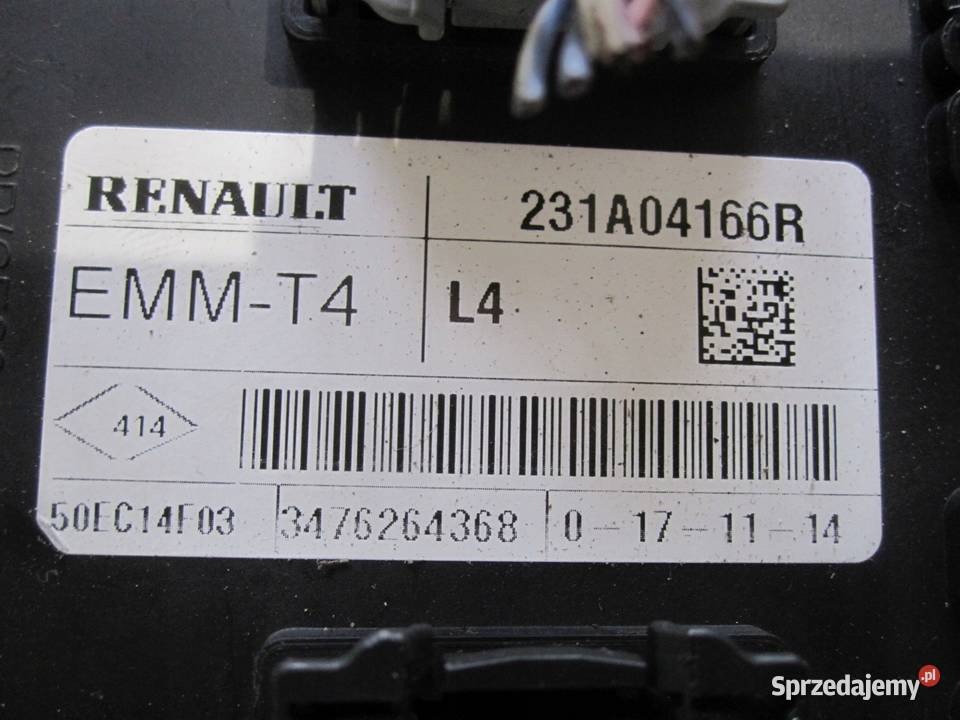 RENAULT 231A04166R
EMM-T4 L4
414
50EC14F03 3476264368 0-17-11-14
Sprzedajemy.pl